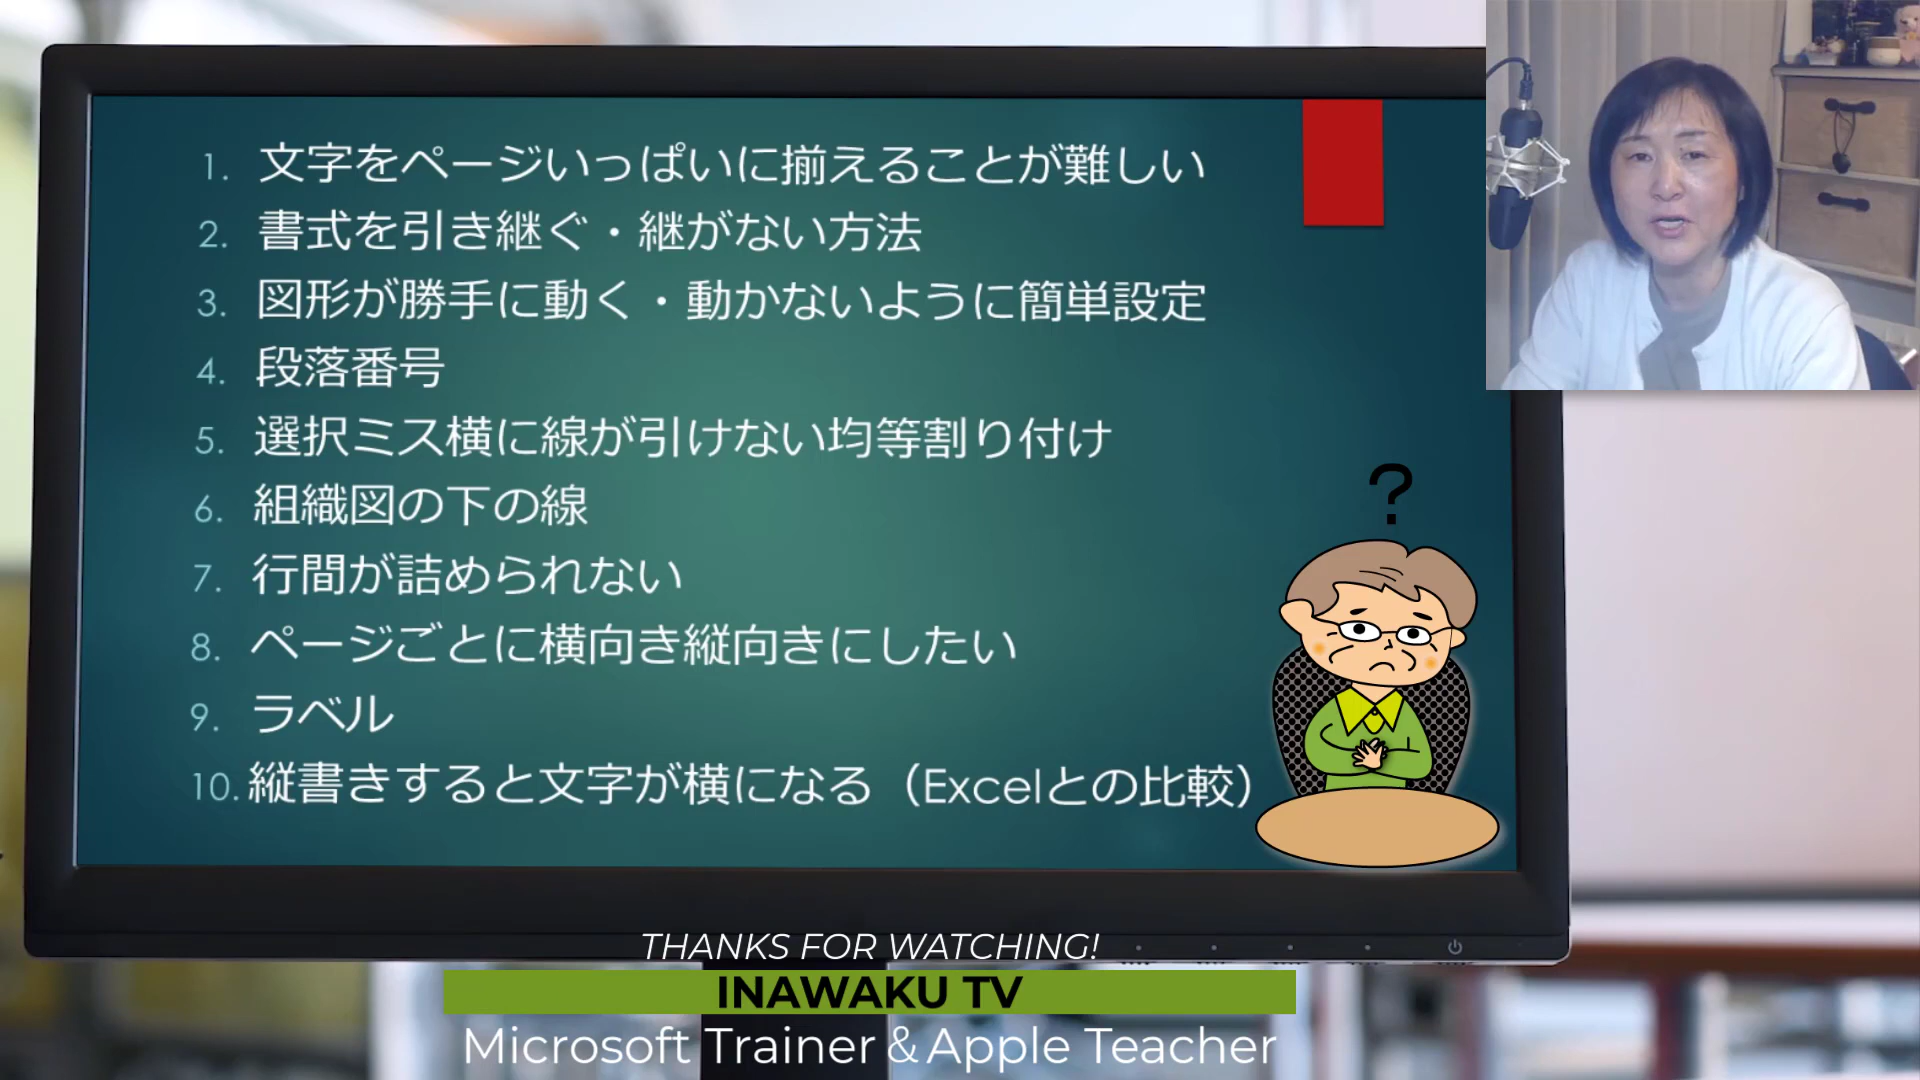 1. 文字をページいっぱいに揃えることが難しい
2. 書式を引き継ぐ・継がない方法
3. 図形が勝手に動く・動かないように簡単設定
4. 段落番号
5. 選択ミス横に線が引けない均等割り付け
6. 組織図の下の線
7. 行間が詰められない
8. ページごとに横向き縦向きにしたい
9. ラベル
10. 縦書きすると文字が横になる（Excelとの比較）
?
THANKS FOR WATCHING!
INAWAKU TV
Microsoft Trainer & Apple Teacher